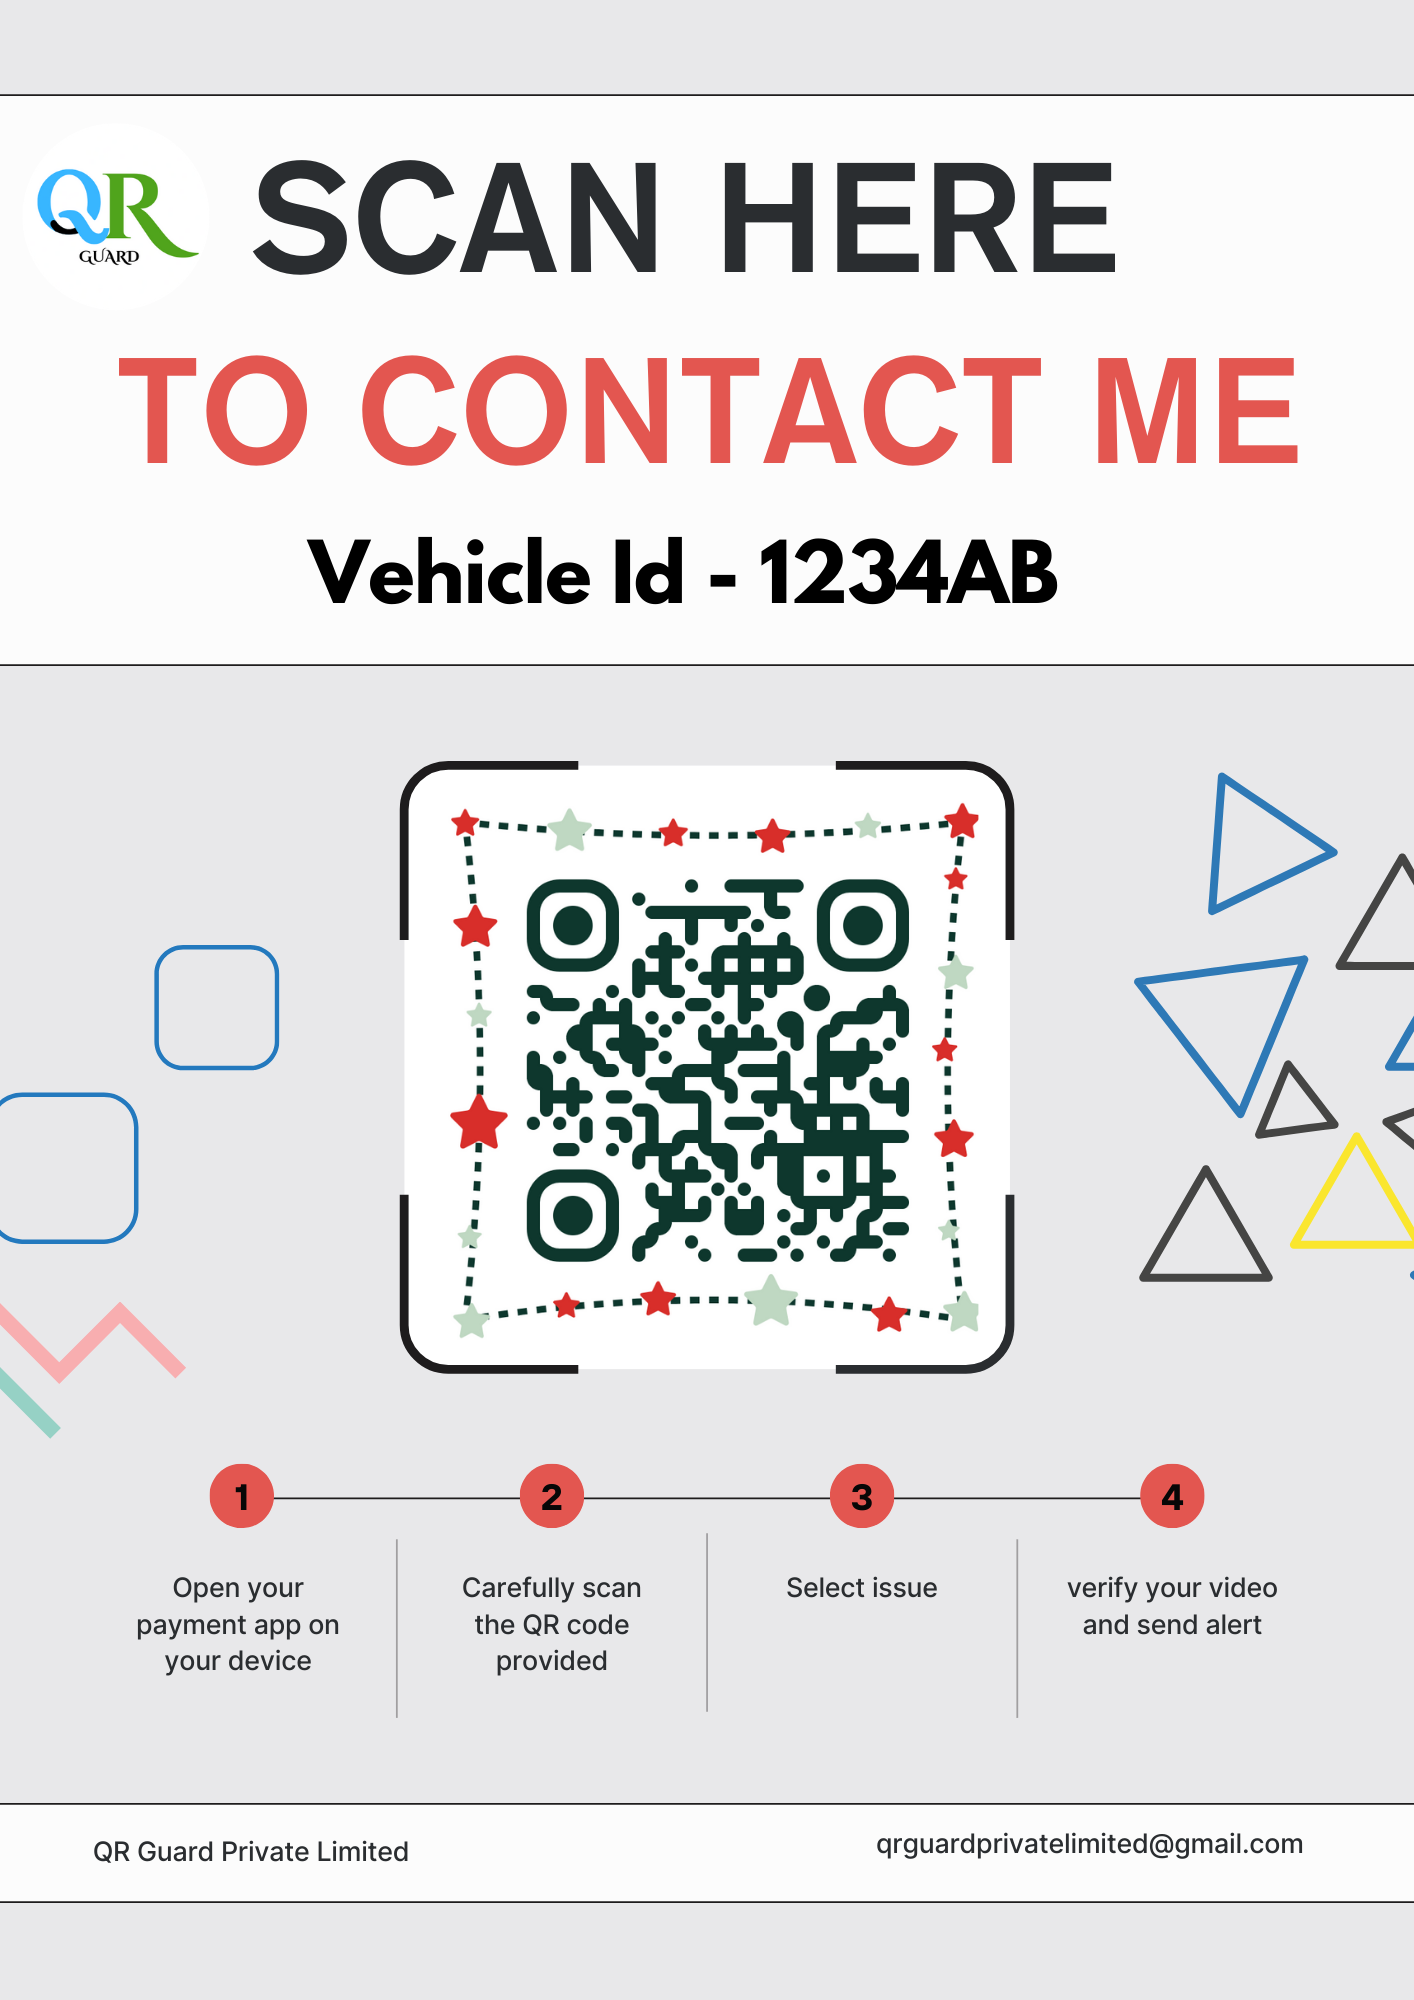 QR
GUARD
SCAN HERE
TO CONTACT ME
Vehicle Id - 1234AB
1
Open your
payment app on
your device
2
Carefully scan
the QR code
provided
3
Select issue
4
verify your video
and send alert
QR Guard Private Limited
qrguardprivatelimited@gmail.com